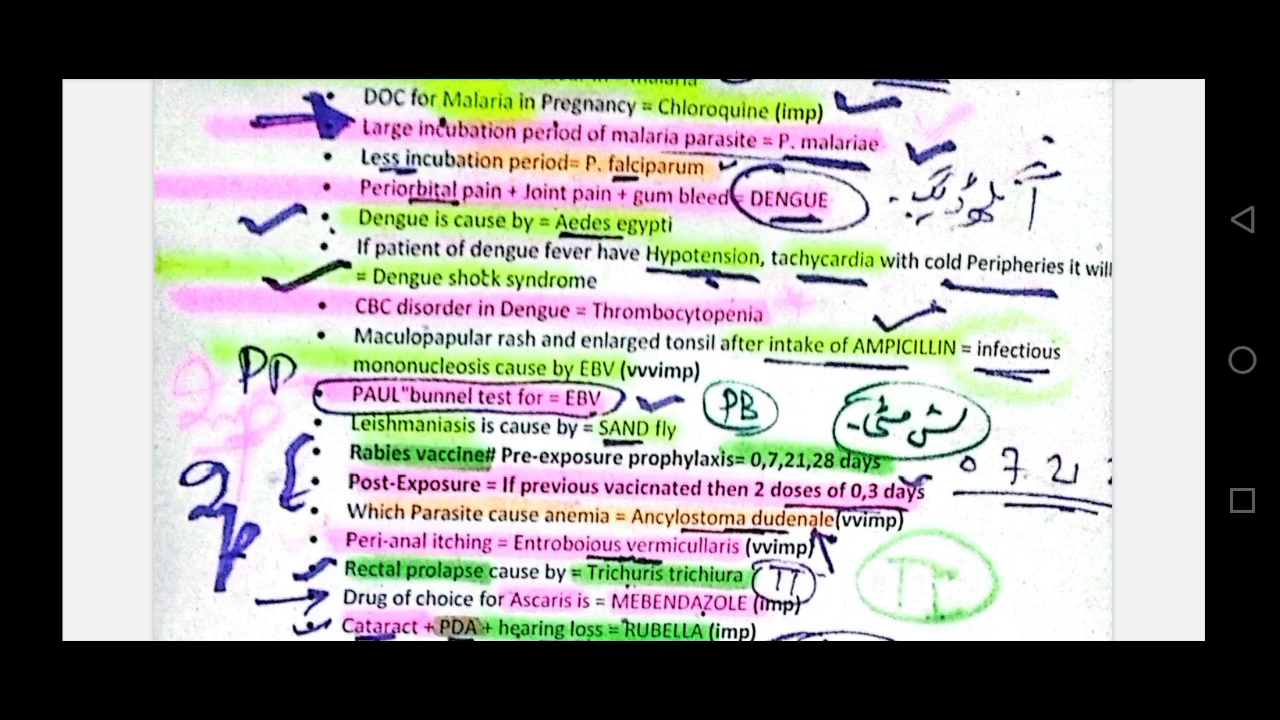 DOC for Malaria in Pregnancy = Chloroquine (imp)
Large incubation period of malaria parasite = P. malariae
Less incubation period= P. falciparum
Periorbital pain + Joint pain + gum bleed = DENGUE
Dengue is cause by = Aedes egypti
If patient of dengue fever have Hypotension, tachycardia with cold Peripheries it will
= Dengue shock syndrome
CBC disorder in Dengue = Thrombocytopenia
Maculopapular rash and enlarged tonsil after intake of AMPICILLIN = infectious
mononucleosis cause by EBV (vvvimp)
PP
PAUL"bunnel test for = EBV
PB
Leishmaniasis is cause by = SAND fly
Rabies vaccine# Pre-exposure prophylaxis= 0,7,21,28 days
0 7 21
Post-Exposure = If previous vacicnated then 2 doses of 0,3 days
Which Parasite cause anemia = Ancylostoma dudenale(vvimp)
Peri-anal itching = Entroboious vermicullaris (vvimp)
Rectal prolapse cause by = Trichuris trichiura
TT
TT
Drug of choice for Ascaris is = MEBENDAZOLE (imp)
Cataract + PDA + hearing loss = RUBELLA (imp)